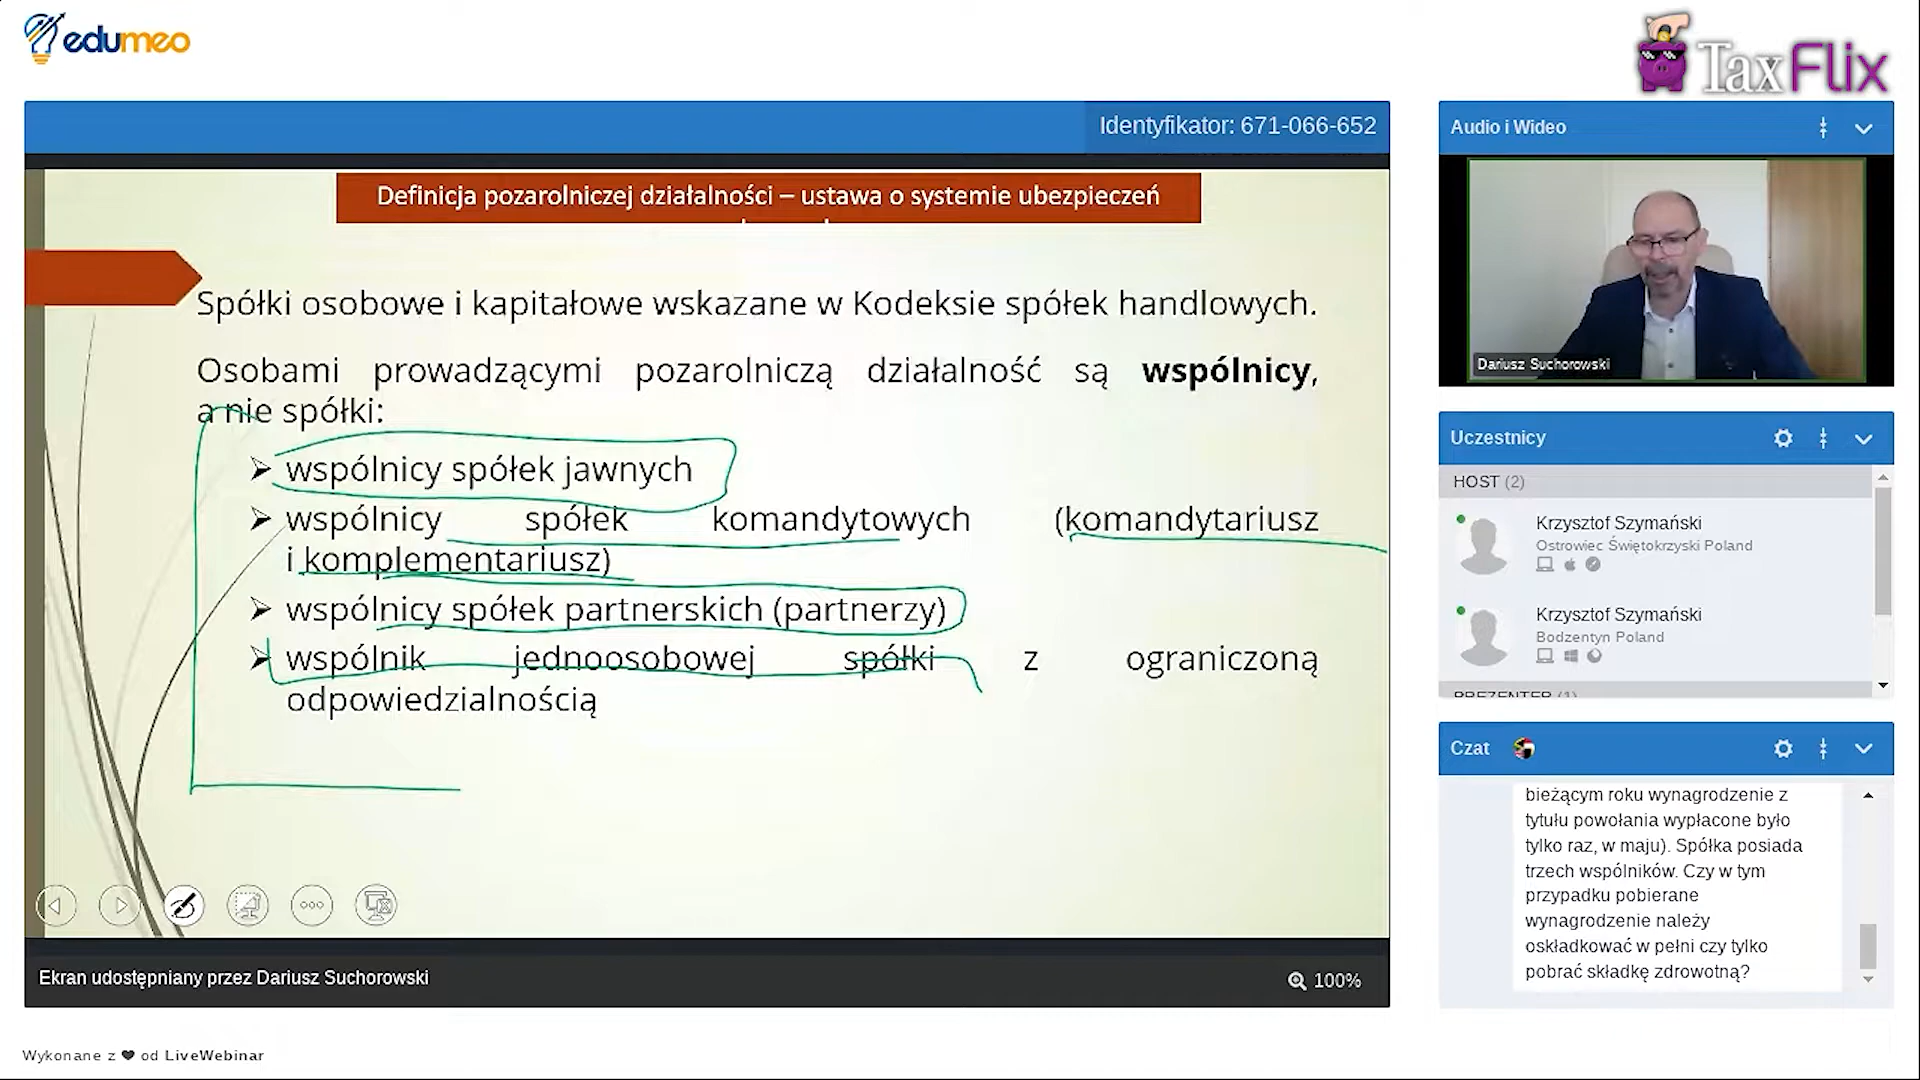 edumeo
TaxFlix
Identyfikator: 671-066-652
Definicja pozarolniczej działalności – ustawa o systemie ubezpieczeń
Spółki osobowe i kapitałowe wskazane w Kodeksie spółek handlowych.
Osobami prowadzącymi pozarolniczą działalność są wspólnicy,
a nie spółki:
➢ wspólnicy spółek jawnych
➢ wspólnicy spółek komandytowych (komandytariusz
i komplementariusz)
➢ wspólnicy spółek partnerskich (partnerzy)
➢ wspólnik jednoosobowej spółki z ograniczoną
odpowiedzialnością
Ekran udostępniany przez Dariusz Suchorowski
100%
Audio i Wideo
Dariusz Suchorowski
Uczestnicy
HOST (2)
Krzysztof Szymański
Ostrowiec Świętokrzyski Poland
Krzysztof Szymański
Bodzentyn Poland
PREZENTER (1)
Czat
bieżącym roku wynagrodzenie z
tytułu powołania wypłacone było
tylko raz, w maju). Spółka posiada
trzech wspólników. Czy w tym
przypadku pobierane
wynagrodzenie należy
oskładkować w pełni czy tylko
pobrać składkę zdrowotną?
Wykonane z ❤ od LiveWebinar